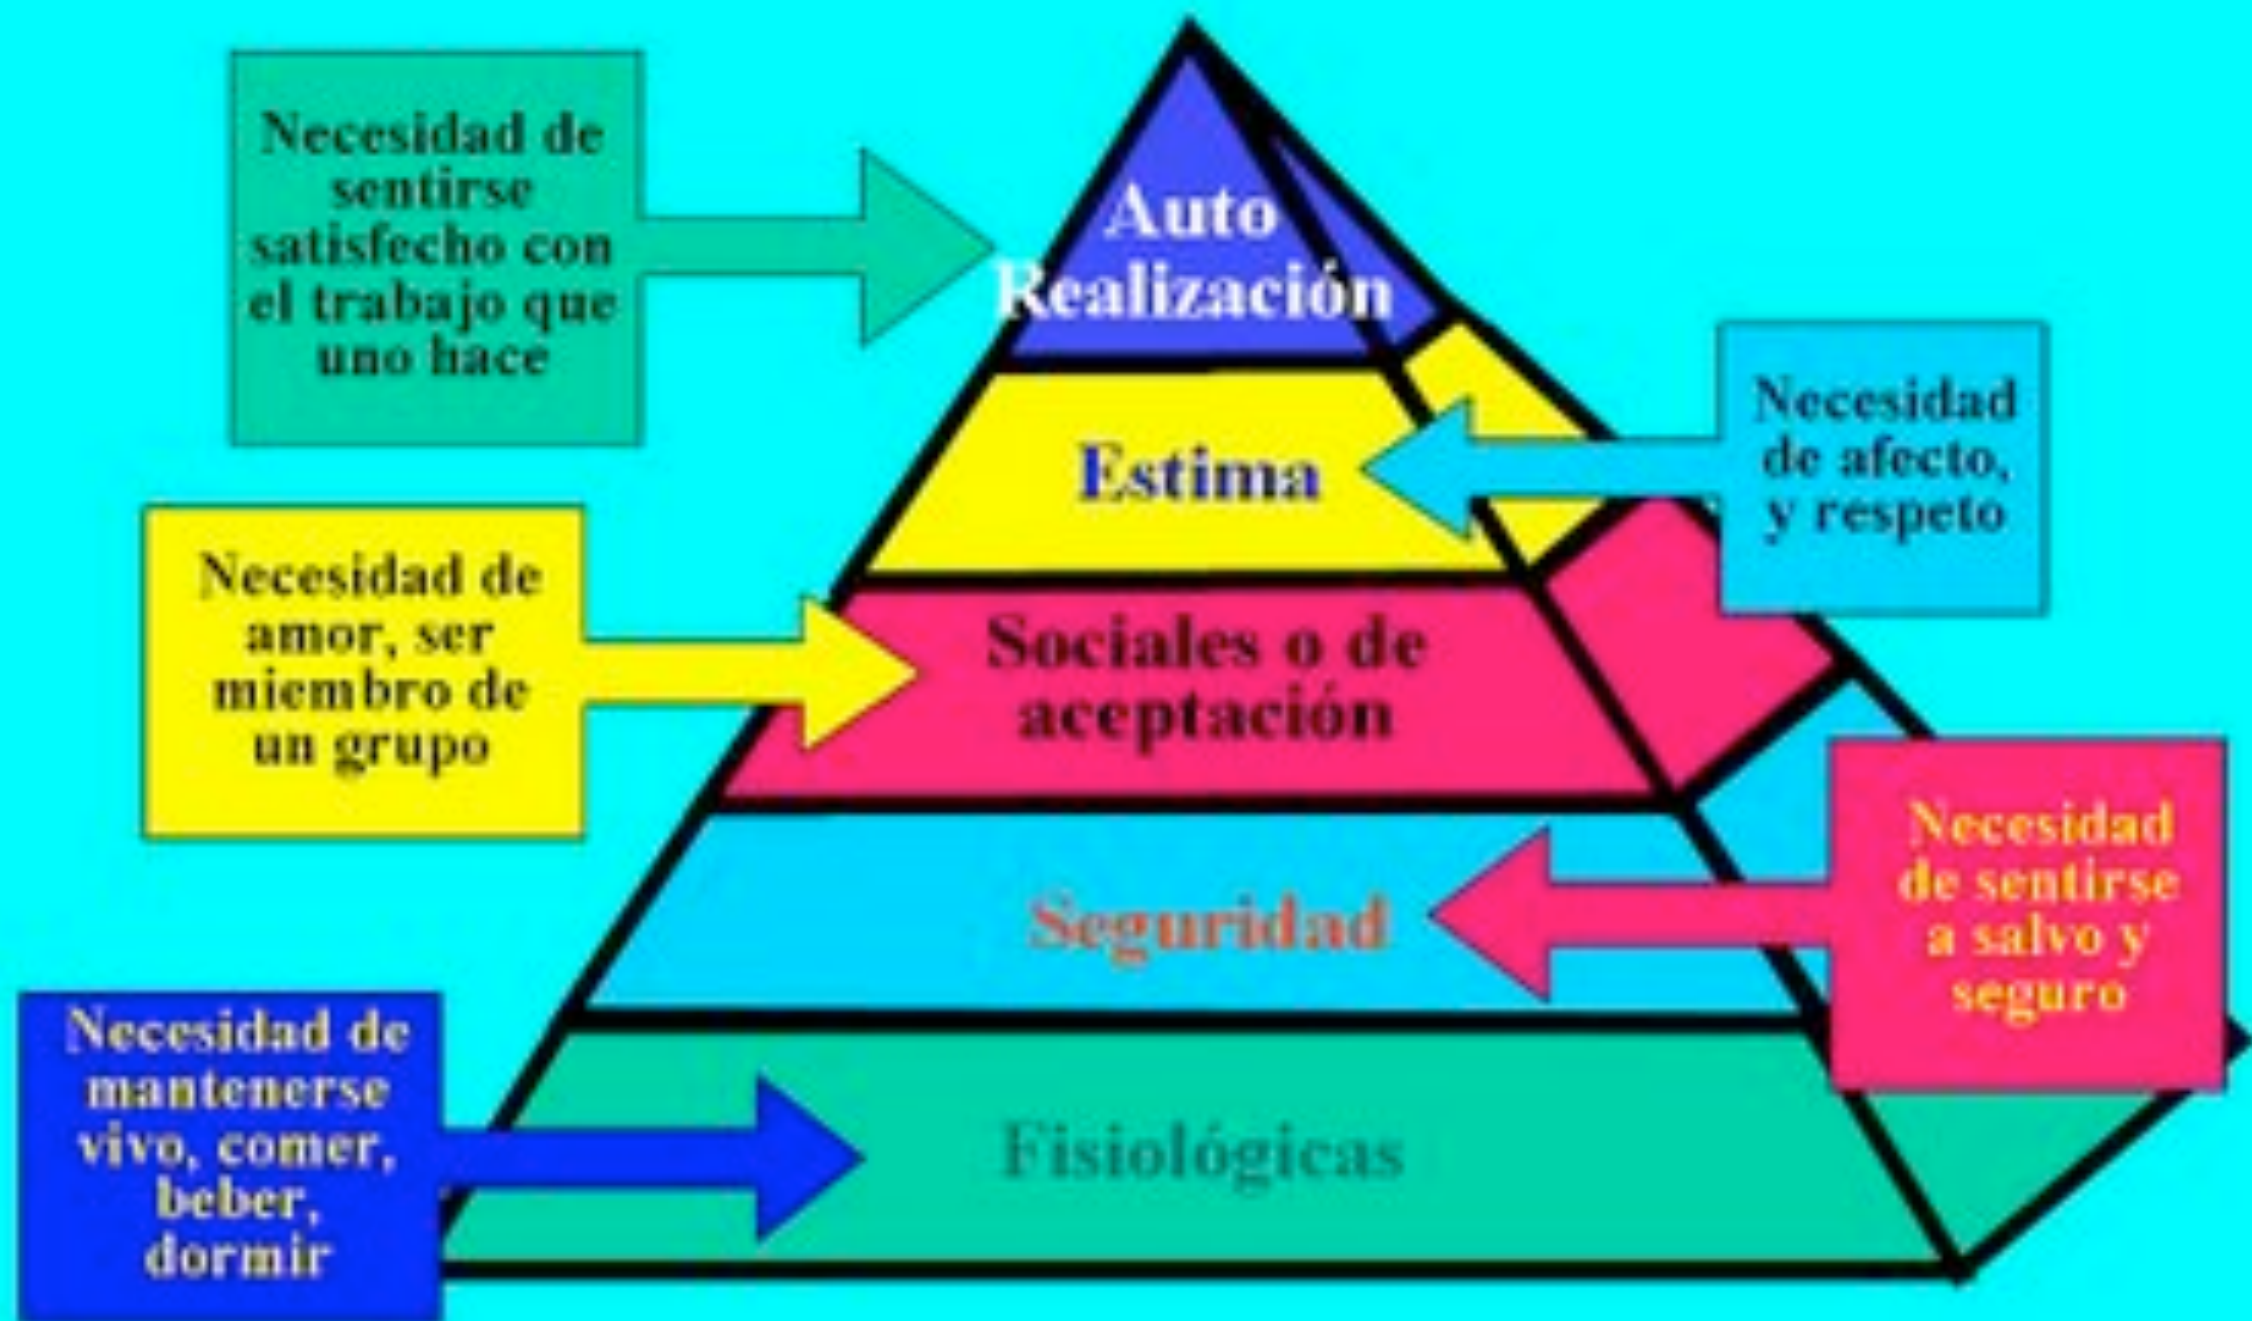 Necesidad de
sentirse
satisfecho con
el trabajo que
uno hace
Auto
Realización
Necesidad
de afecto,
y respeto
Estima
Necesidad de
amor, ser
miembro de
un grupo
Sociales o de
aceptación
Necesidad
de sentirse
a salvo y
seguro
Seguridad
Necesidad de
mantenerse
vivo, comer,
beber,
dormir
Fisiológicas